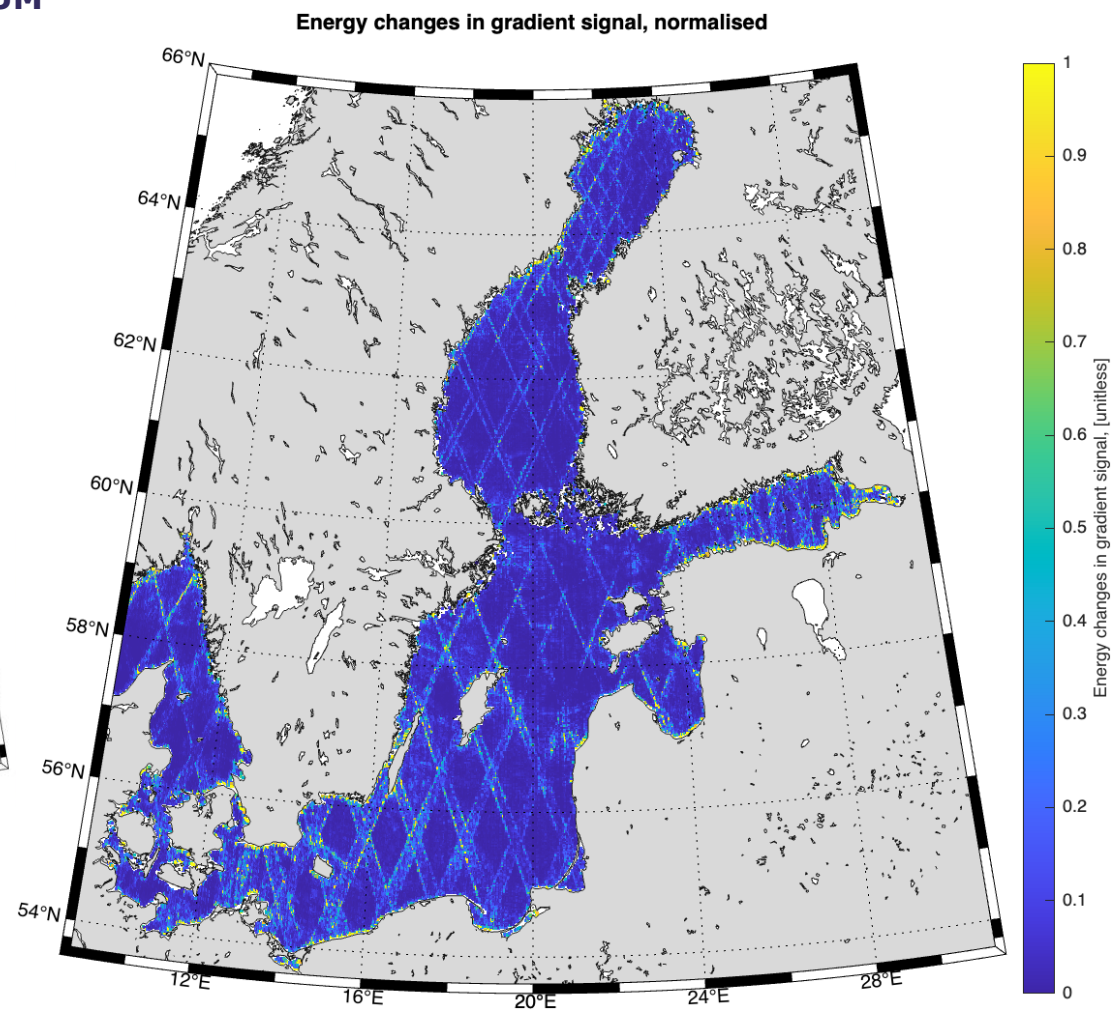 Energy changes in gradient signal, normalised
66°N
64°N
62°N
60°N
58°N
56°N
54°N
12°E
16°E
20°E
24°E
28°E
1
0.9
0.8
0.7
0.6
0.5
0.4
0.3
0.2
0.1
0
Energy changes in gradient signal, [unitless]